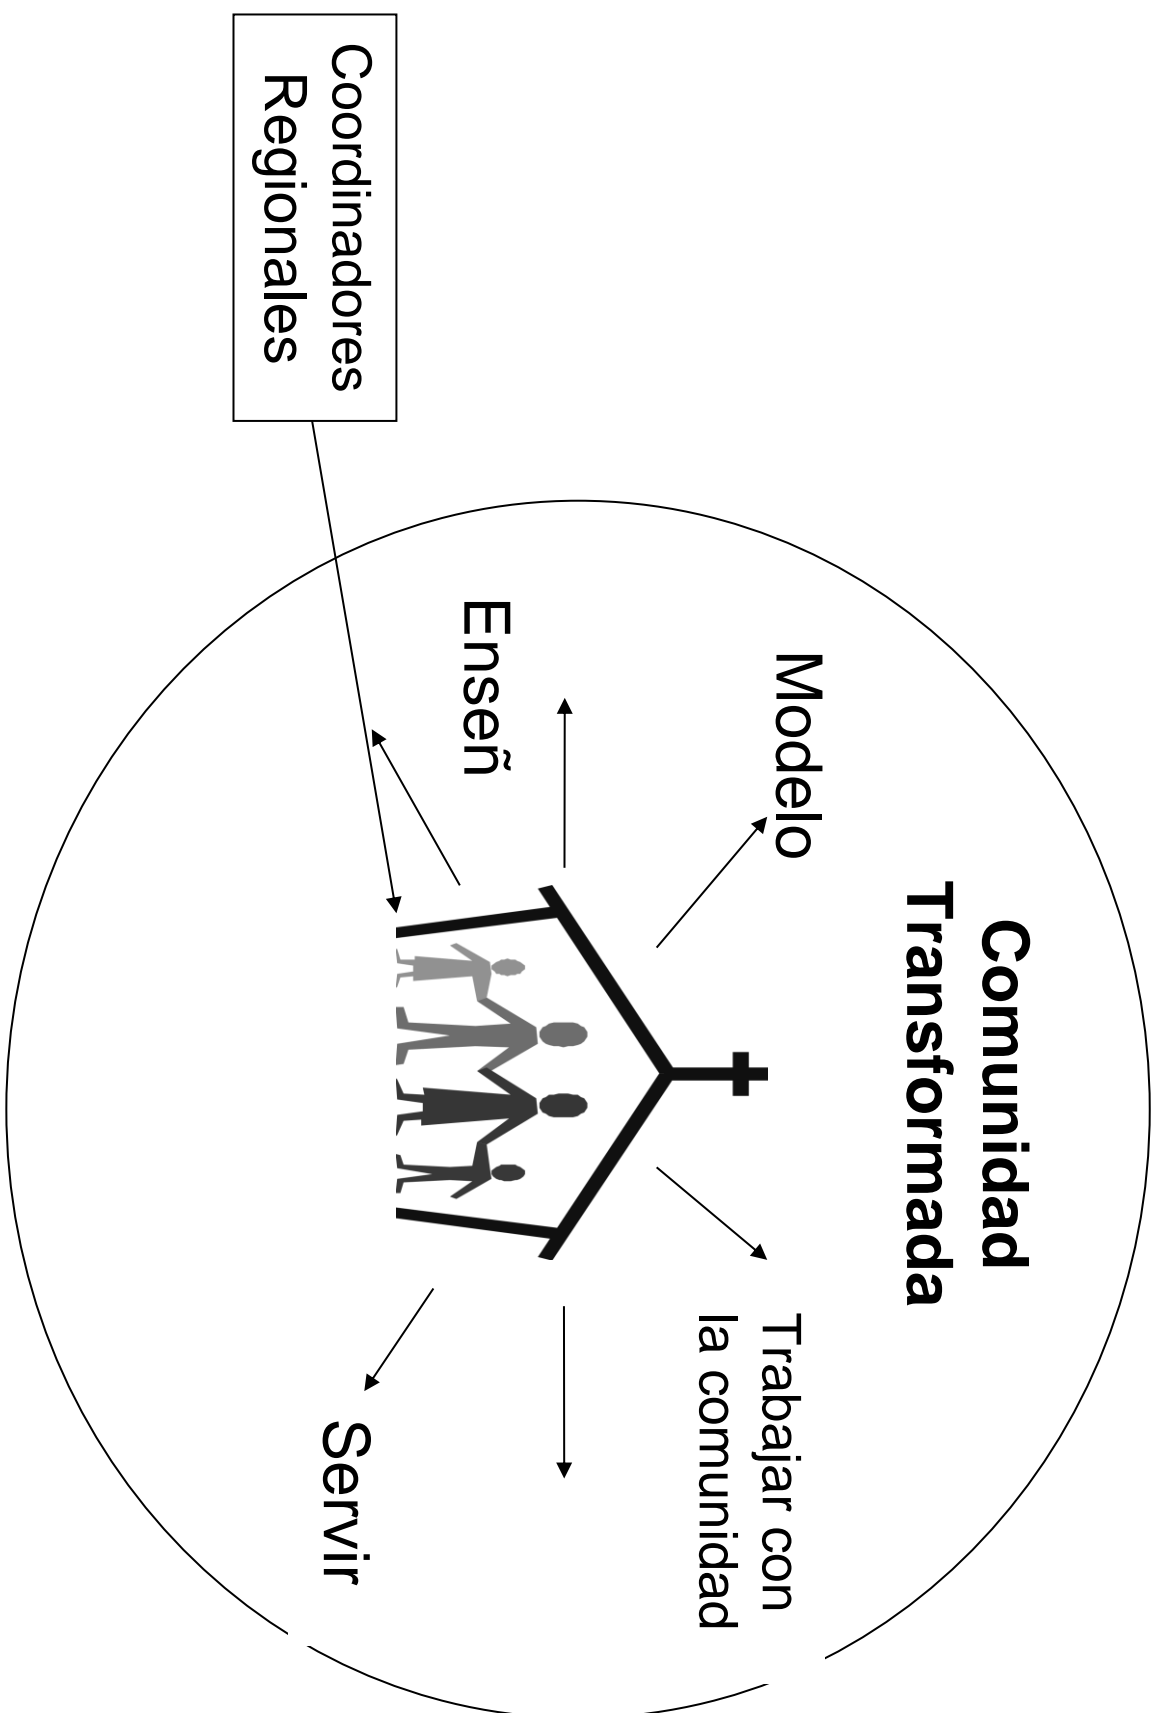 Comunidad
Transformada
Modelo
Trabajar con
la comunidad
Enseñ
Servir
Coordinadores
Regionales